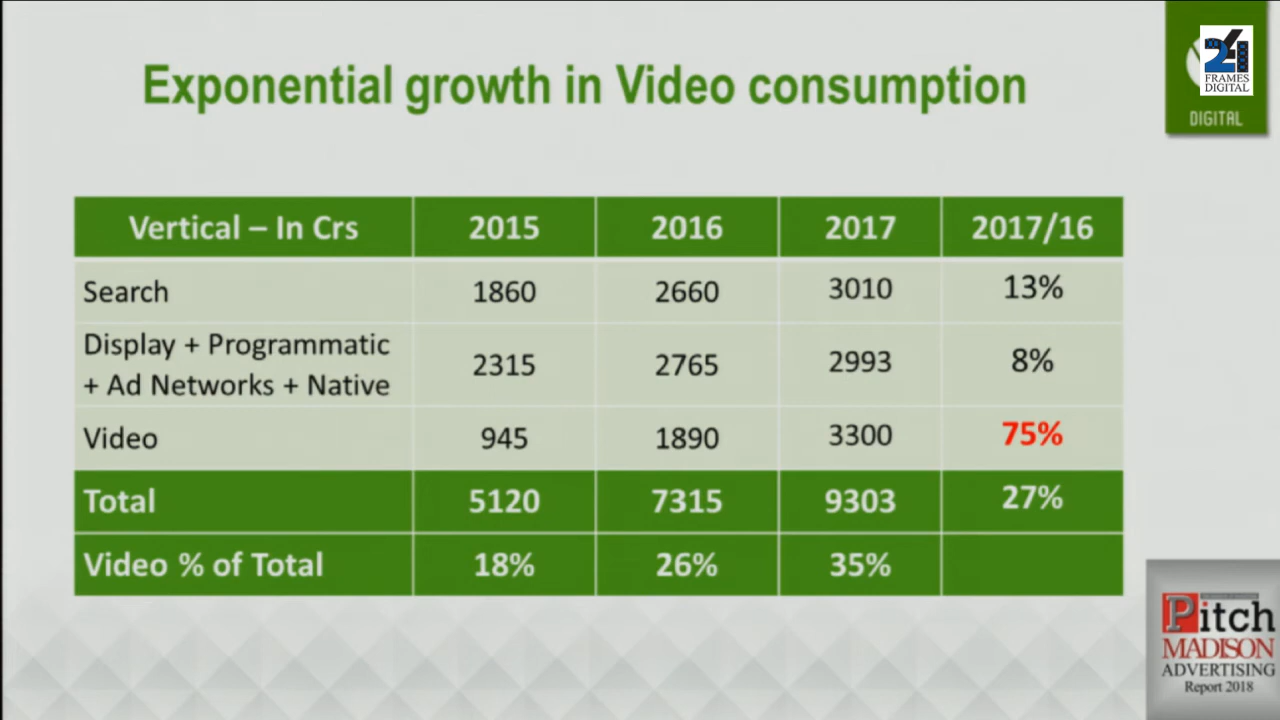 Exponential growth in Video consumption
24
FRAMES
DIGITAL
DIGITAL
Vertical – In Crs 2015 2016 2017 2017/16
Search 1860 2660 3010 13%
Display + Programmatic
+ Ad Networks + Native 2315 2765 2993 8%
Video 945 1890 3300 75%
Total 5120 7315 9303 27%
Video % of Total 18% 26% 35%
Pitch
MADISON
ADVERTISING
Report 2018